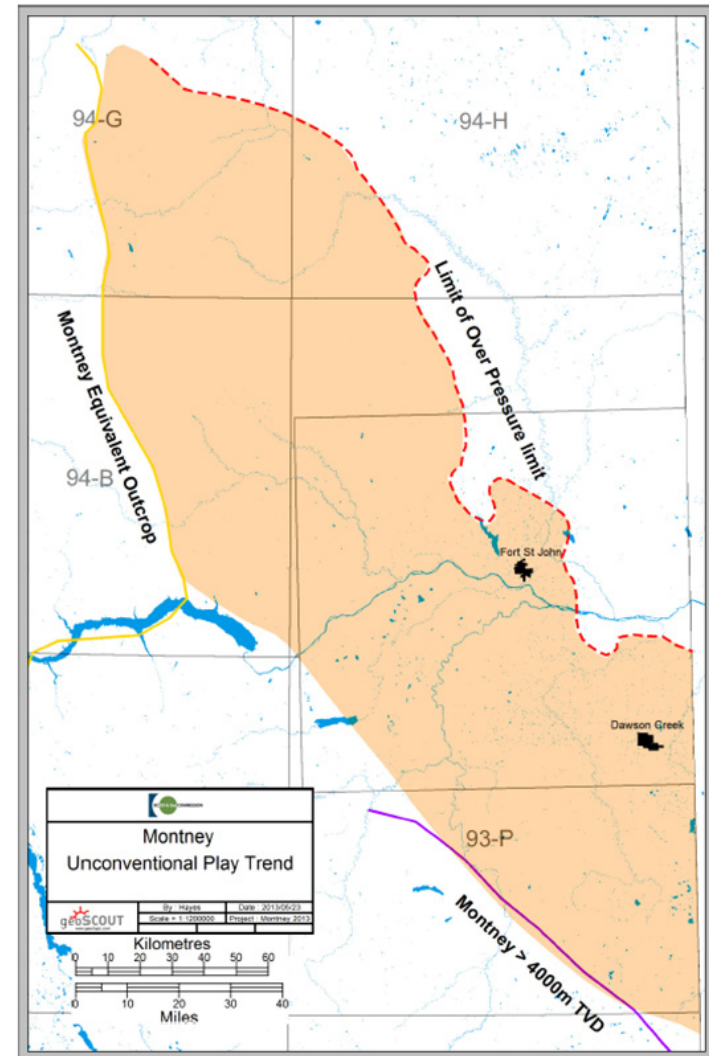 94-G
94-H
Limit of Over Pressure limit
Montney Equivalent Outcrop
94-B
Fort St John
Dawson Creek
93-P
Montney > 4000m TVD
Montney
Unconventional Play Trend
geoSCOUT
By : Hayes
Date : 2013/05/23
Scale = 1:1200000
Project : Montney 2013
Kilometres
0 10 20 30 40 50 60
0 10 20 30 40
Miles